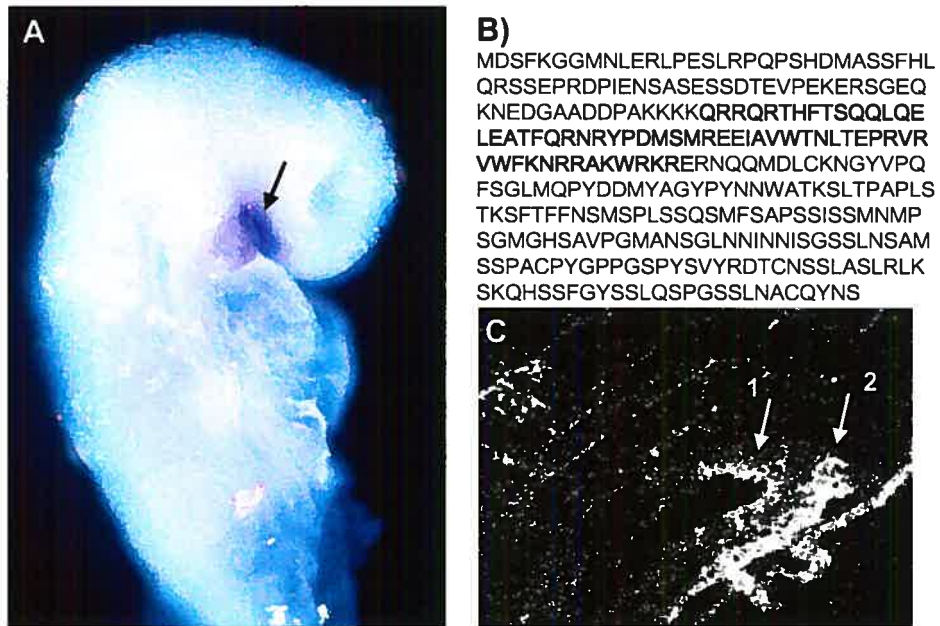 A
B)
MDSFKGGMNLERLPESLRPQPSHDMASSFHL
QRSSEPRDPIENSASESSDTEVPEKERSGEQ
KNEDGAADDPAKKKKQRRQRTHFTSQQLQE
LEATFQRNRYPDMSMREEIAVWTNLTEPRVR
VWFKNRRAKWRKRERNQQMDLCKNGYVPQ
FSGLMQPYDDMYAGYPYNNWATKSLTPAPLS
TKSFTFFNSMSPLSSQSMFSAPSSISSMNMP
SGMGHSAVPGMANSGLNNINNISGSSLNSAM
SSPACPYGPPGSPYSVYRDTCNSSLASLRLK
SKQHSSFGYSSLQSPGSSLNACQYNS
C
1 2